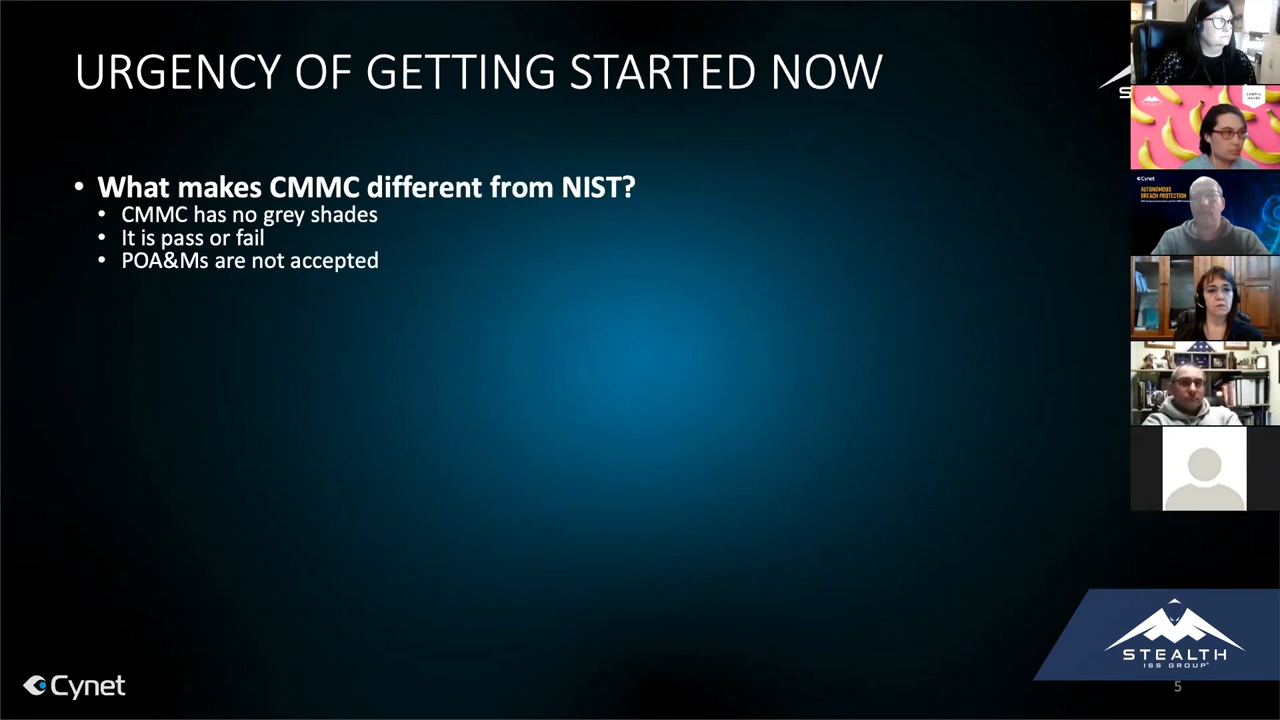 URGENCY OF GETTING STARTED NOW
• What makes CMMC different from NIST?
• CMMC has no grey shades
• It is pass or fail
• POA&Ms are not accepted
Cynet
AUTONOMOUS
BREACH PROTECTION
STEALTH
ISS GROUP
5
Cynet